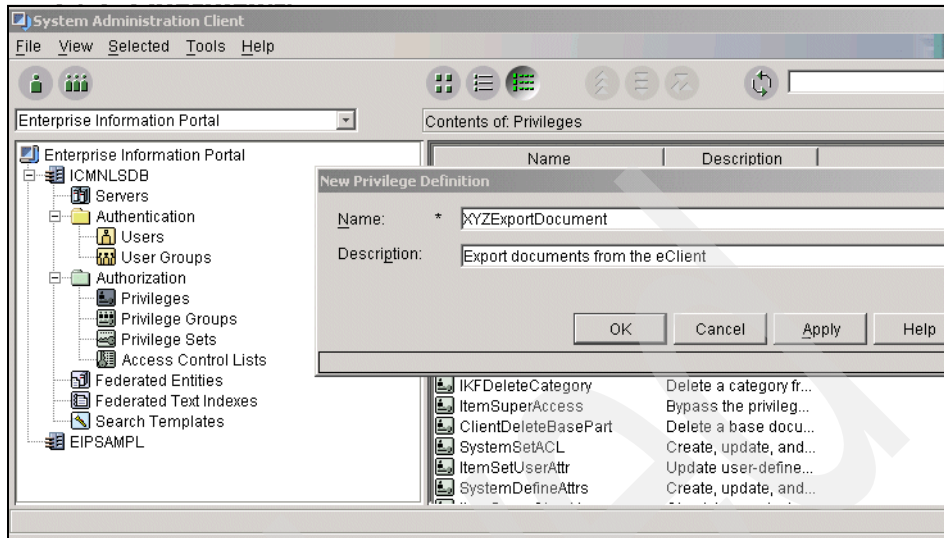 System Administration Client
File View Selected Tools Help
Enterprise Information Portal
Contents of: Privileges
Enterprise Information Portal
ICMNLSDB
Servers
Authentication
Users
User Groups
Authorization
Privileges
Privilege Groups
Privilege Sets
Access Control Lists
Federated Entities
Federated Text Indexes
Search Templates
EIPSAMPL
Name Description
New Privilege Definition
Name: * XYZExportDocument
Description: Export documents from the eClient
OK Cancel Apply Help
IKFDeleteCategory Delete a category fr...
ItemSuperAccess Bypass the privileg...
ClientDeleteBasePart Delete a base docu...
SystemSetACL Create, update, and...
ItemSetUserAttr Update user-define...
SystemDefineAttrs Create, update, and...